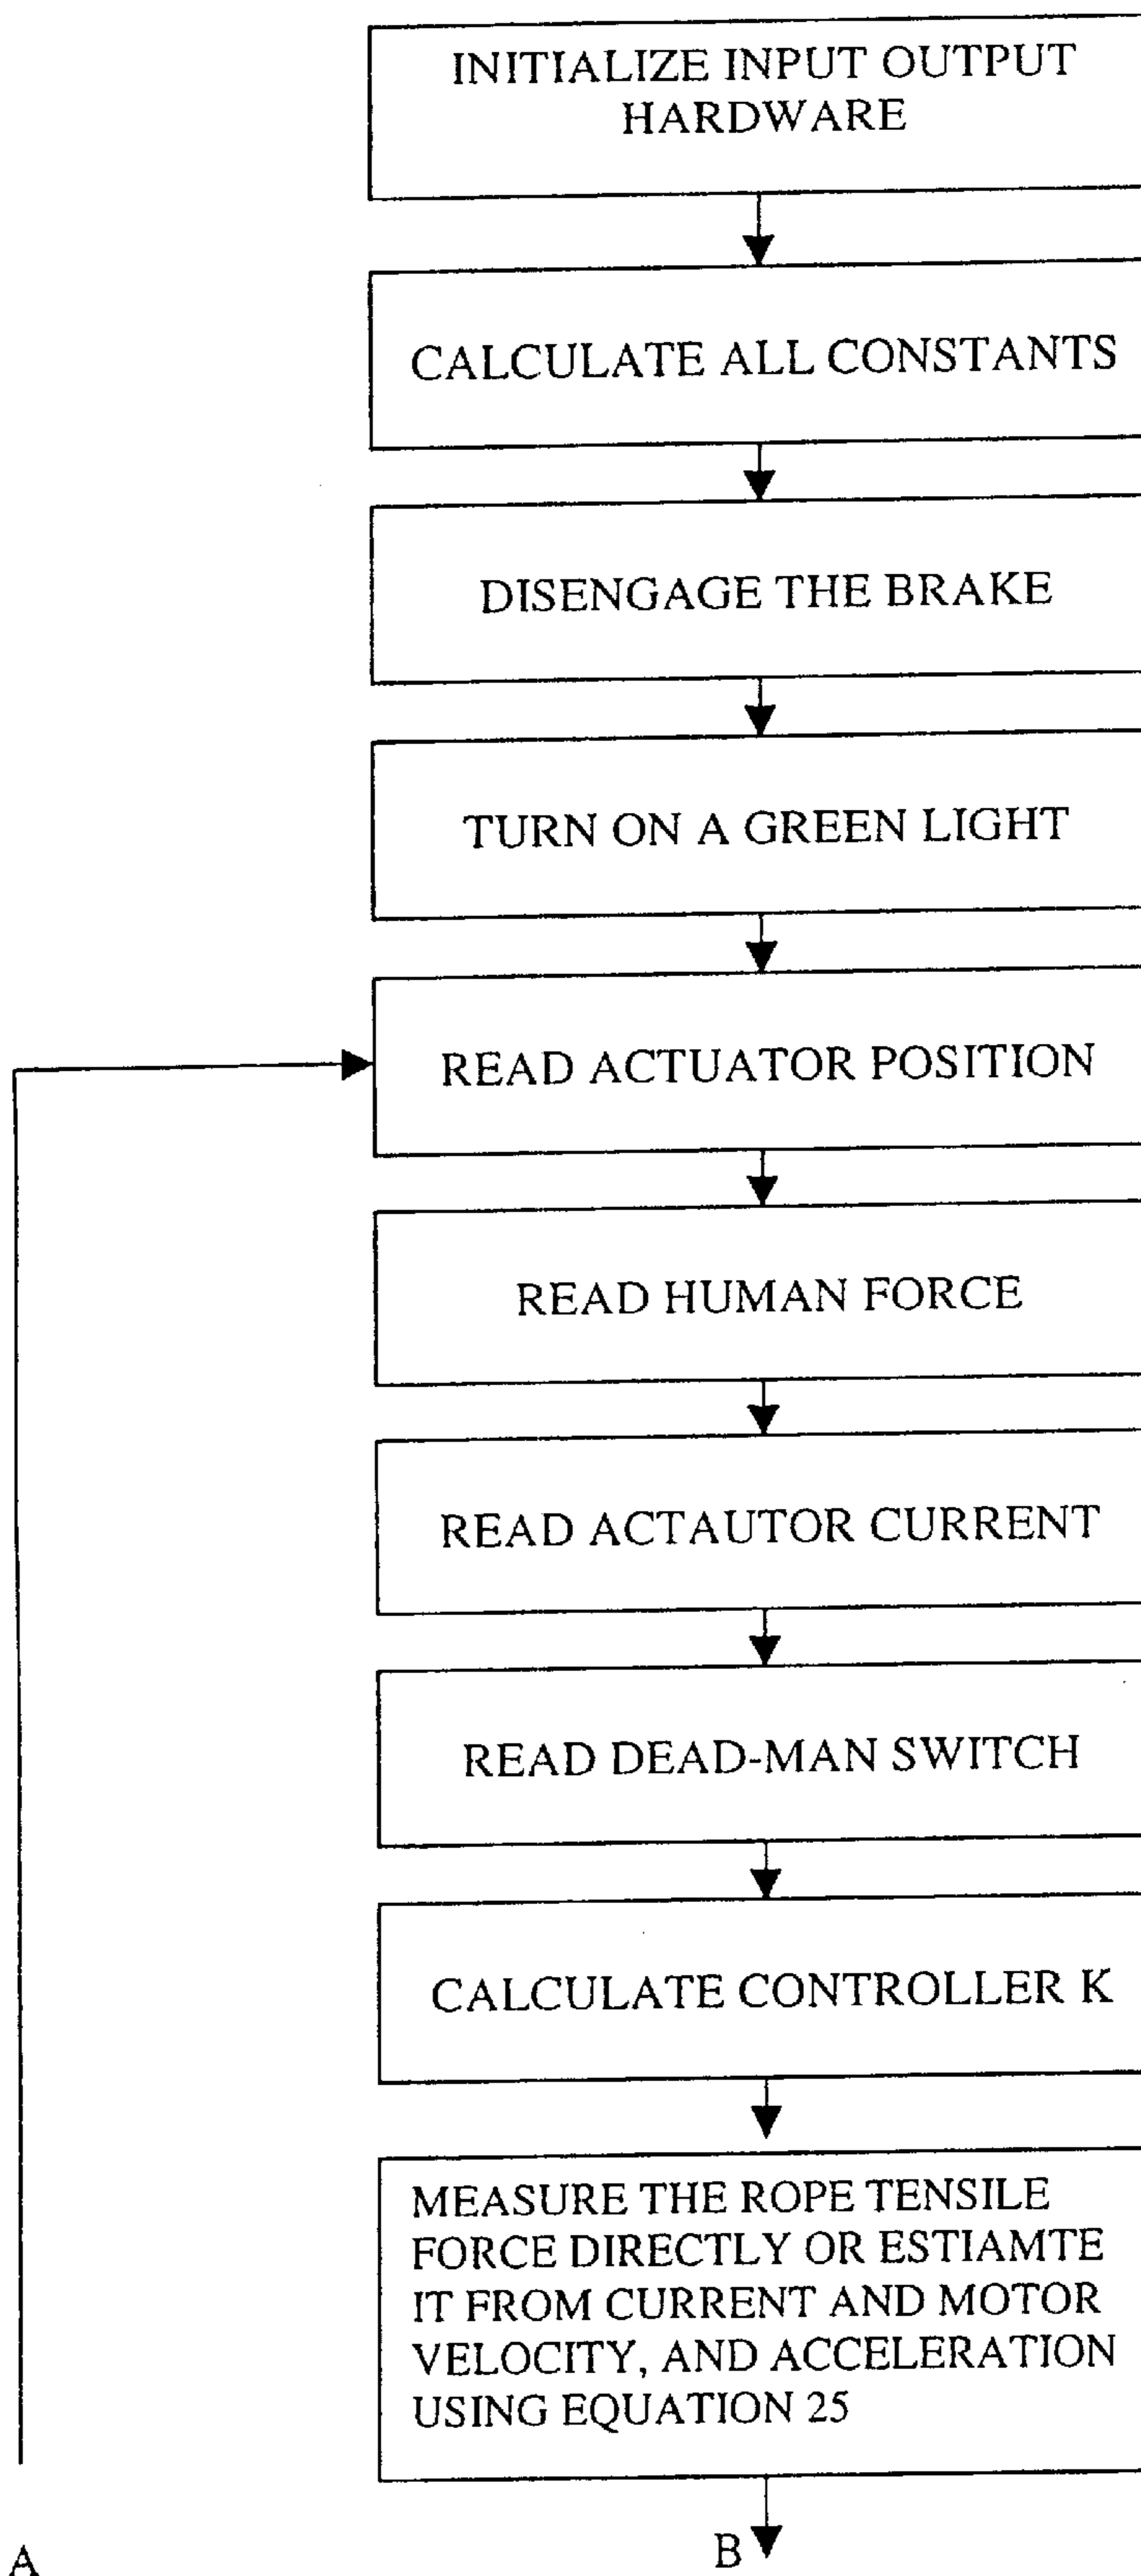 INITIALIZE INPUT OUTPUT
HARDWARE
CALCULATE ALL CONSTANTS
DISENGAGE THE BRAKE
TURN ON A GREEN LIGHT
READ ACTUATOR POSITION
READ HUMAN FORCE
READ ACTAUTOR CURRENT
READ DEAD-MAN SWITCH
CALCULATE CONTROLLER K
MEASURE THE ROPE TENSILE
FORCE DIRECTLY OR ESTIAMTE
IT FROM CURRENT AND MOTOR
VELOCITY, AND ACCELERATION
USING EQUATION 25
A
B